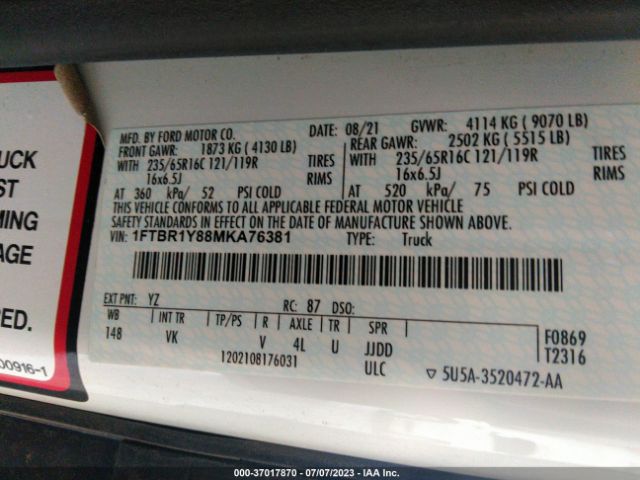 UCK
ST
MING
AGE
RED.
00916-1
MFD. BY FORD MOTOR CO.
DATE: 08/21 GVWR: 4114 KG ( 9070 LB)
FRONT GAWR: 1873 KG ( 4130 LB)
REAR GAWR: 2502 KG ( 5515 LB)
WITH 235/65R16C 121/119R TIRES
WITH 235/65R16C 121/119R TIRES
16x6.5J RIMS
16x6.5J RIMS
AT 360 kPa/ 52 PSI COLD
AT 520 kPa/ 75 PSI COLD
THIS VEHICLE CONFORMS TO ALL APPLICABLE FEDERAL MOTOR VEHICLE
SAFETY STANDARDS IN EFFECT ON THE DATE OF MANUFACTURE SHOWN ABOVE.
VIN: 1FTBR1Y88MKA76381 TYPE: Truck
EXT PNT: YZ RC: 87 DSO:
WB INT TR TP/PS R AXLE TR SPR
148 VK V 4L U JJDD
1202108176031 ULC
F0869
T2316
▽ 5U5A-3520472-AA
000-37017870 - 07/07/2023 - IAA Inc.